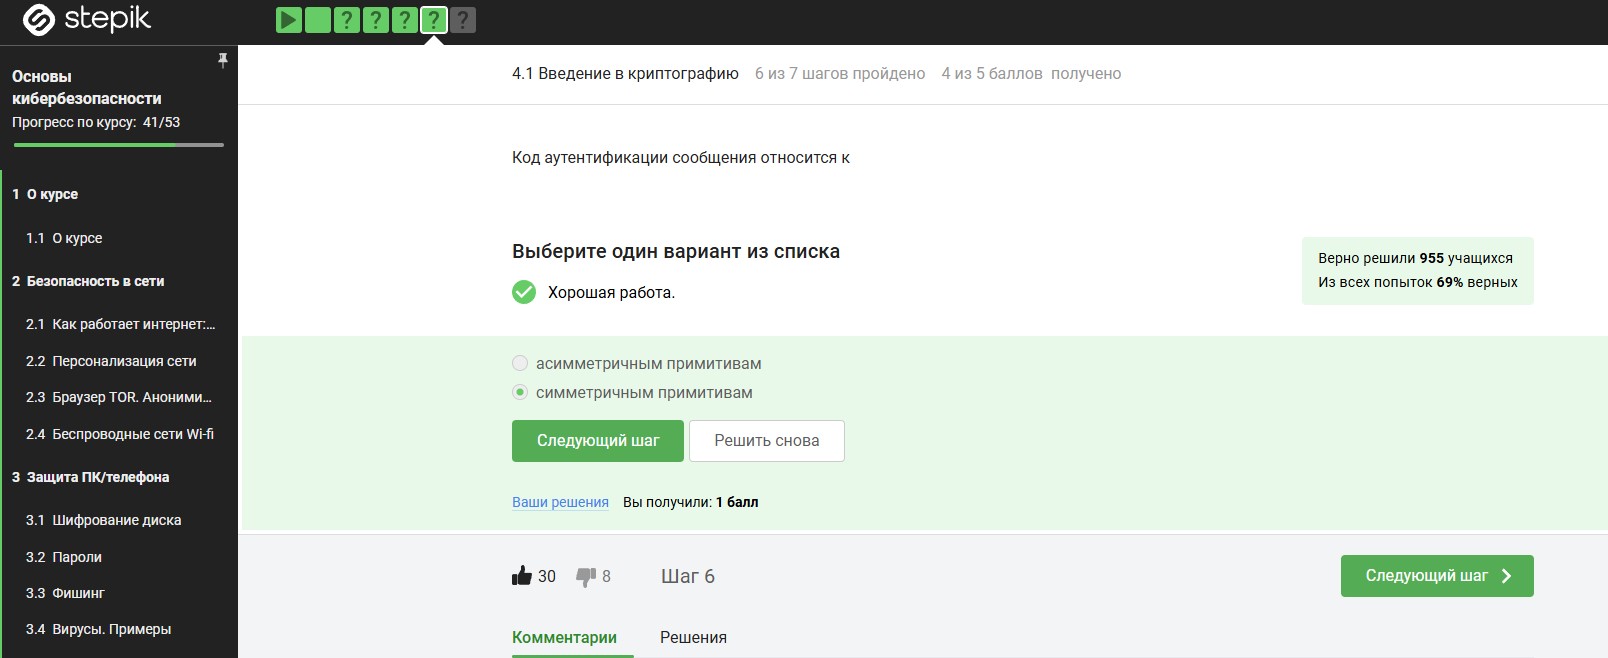 stepik
? ? ? ? ?
Основы
кибербезопасности
Прогресс по курсу: 41/53
1 О курсе
1.1 О курсе
2 Безопасность в сети
2.1 Как работает интернет:...
2.2 Персонализация сети
2.3 Браузер TOR. Аноними...
2.4 Беспроводные сети Wi-fi
3 Защита ПК/телефона
3.1 Шифрование диска
3.2 Пароли
3.3 Фишинг
3.4 Вирусы. Примеры
4.1 Введение в криптографию 6 из 7 шагов пройдено 4 из 5 баллов получено
Код аутентификации сообщения относится к
Выберите один вариант из списка
Хорошая работа.
Верно решили 955 учащихся
Из всех попыток 69% верных
асимметричным примитивам
симметричным примитивам
Следующий шаг Решить снова
Ваши решения Вы получили: 1 балл
30 8 Шаг 6
Следующий шаг
Комментарии Решения